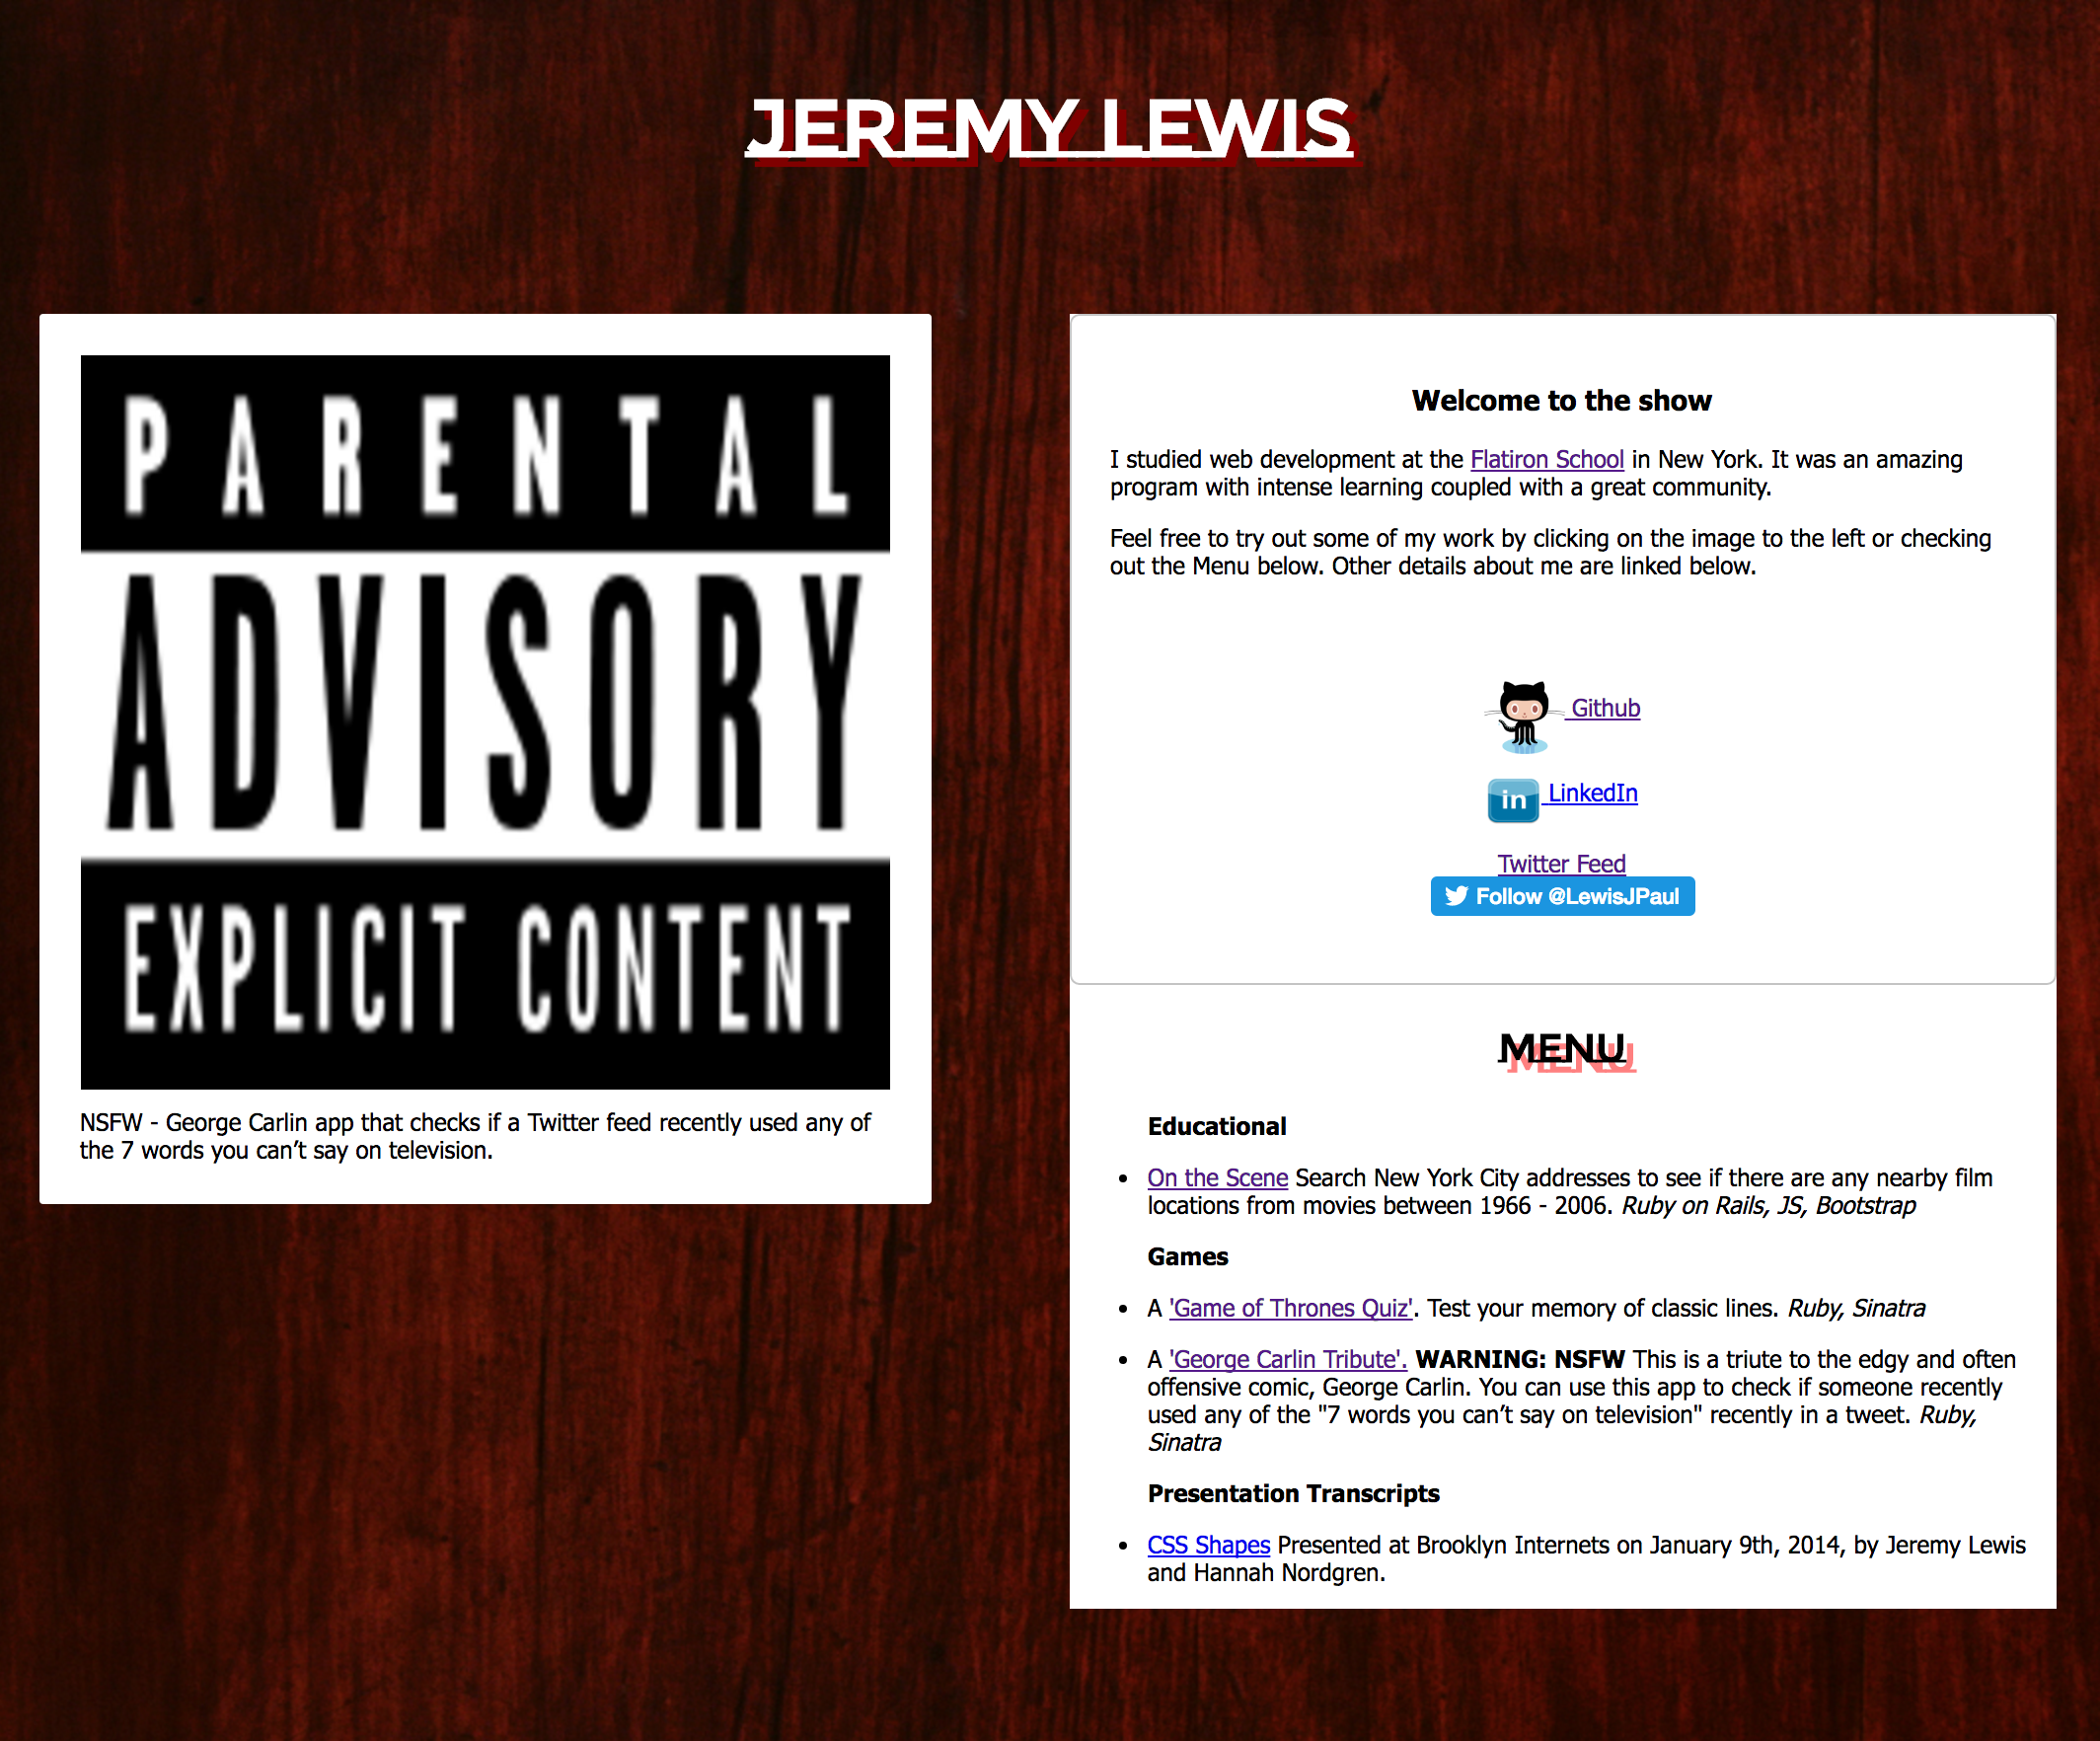 JEREMY LEWIS
PARENTAL
ADVISORY
EXPLICIT CONTENT
NSFW - George Carlin app that checks if a Twitter feed recently used any of
the 7 words you can’t say on television.
Welcome to the show
I studied web development at the Flatiron School in New York. It was an amazing
program with intense learning coupled with a great community.
Feel free to try out some of my work by clicking on the image to the left or checking
out the Menu below. Other details about me are linked below.
Github
in LinkedIn
Twitter Feed
Follow @LewisJPaul
MENU
Educational
• On the Scene Search New York City addresses to see if there are any nearby film
locations from movies between 1966 - 2006. Ruby on Rails, JS, Bootstrap
Games
• A 'Game of Thrones Quiz'. Test your memory of classic lines. Ruby, Sinatra
• A 'George Carlin Tribute'. WARNING: NSFW This is a triute to the edgy and often
offensive comic, George Carlin. You can use this app to check if someone recently
used any of the "7 words you can’t say on television" recently in a tweet. Ruby,
Sinatra
Presentation Transcripts
• CSS Shapes Presented at Brooklyn Internets on January 9th, 2014, by Jeremy Lewis
and Hannah Nordgren.